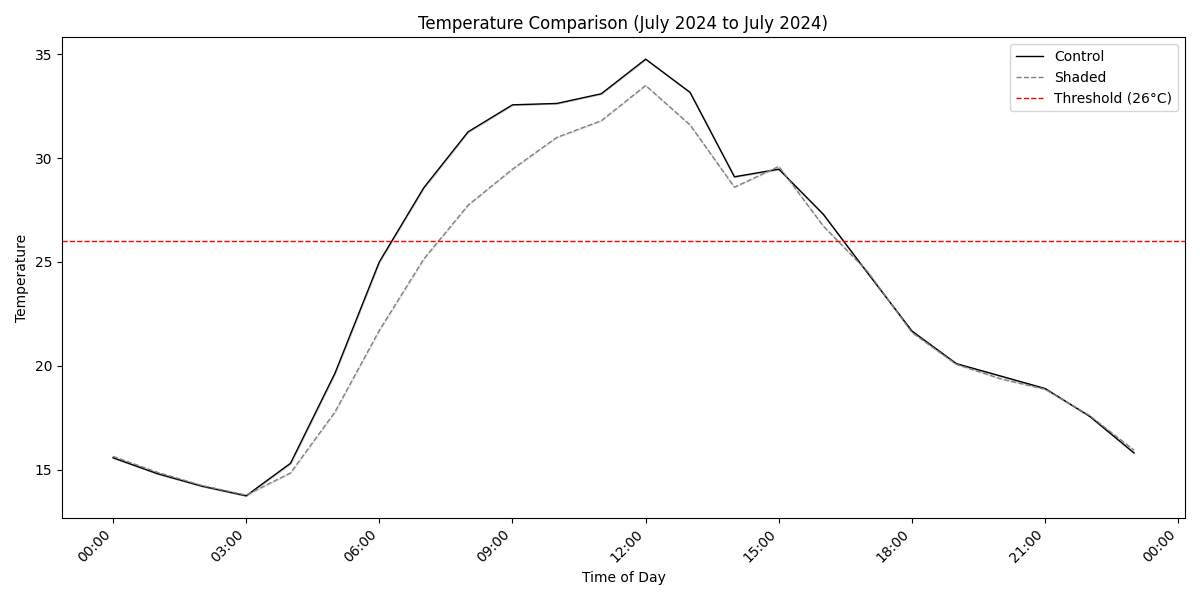 Temperature Comparison (July 2024 to July 2024)
Control
Shaded
Threshold (26°C)
Temperature
35
30
25
20
15
00:00
03:00
06:00
09:00
12:00
15:00
18:00
21:00
00:00
Time of Day